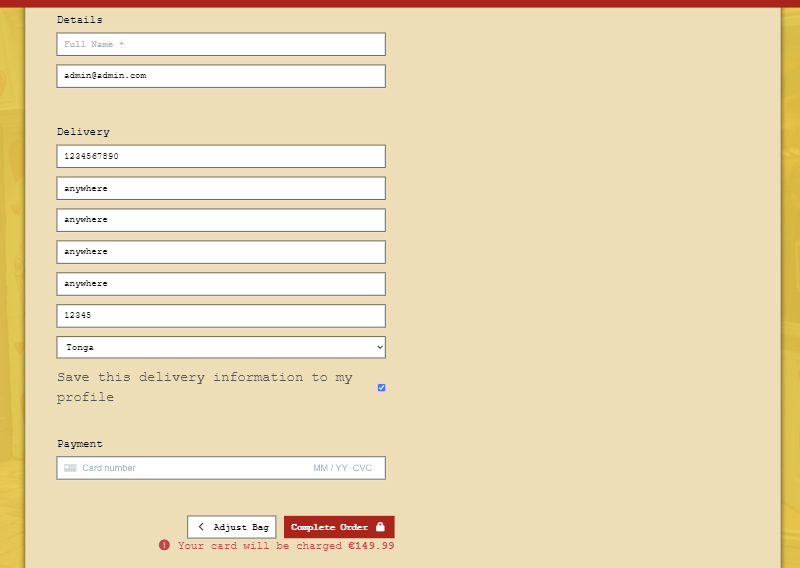 Details
Full Name *
admin@admin.com
Delivery
1234567890
anywhere
anywhere
anywhere
anywhere
12345
Tonga
Save this delivery information to my
profile
Payment
Card number MM / YY CVC
Adjust Bag Complete Order
Your card will be charged €149.99